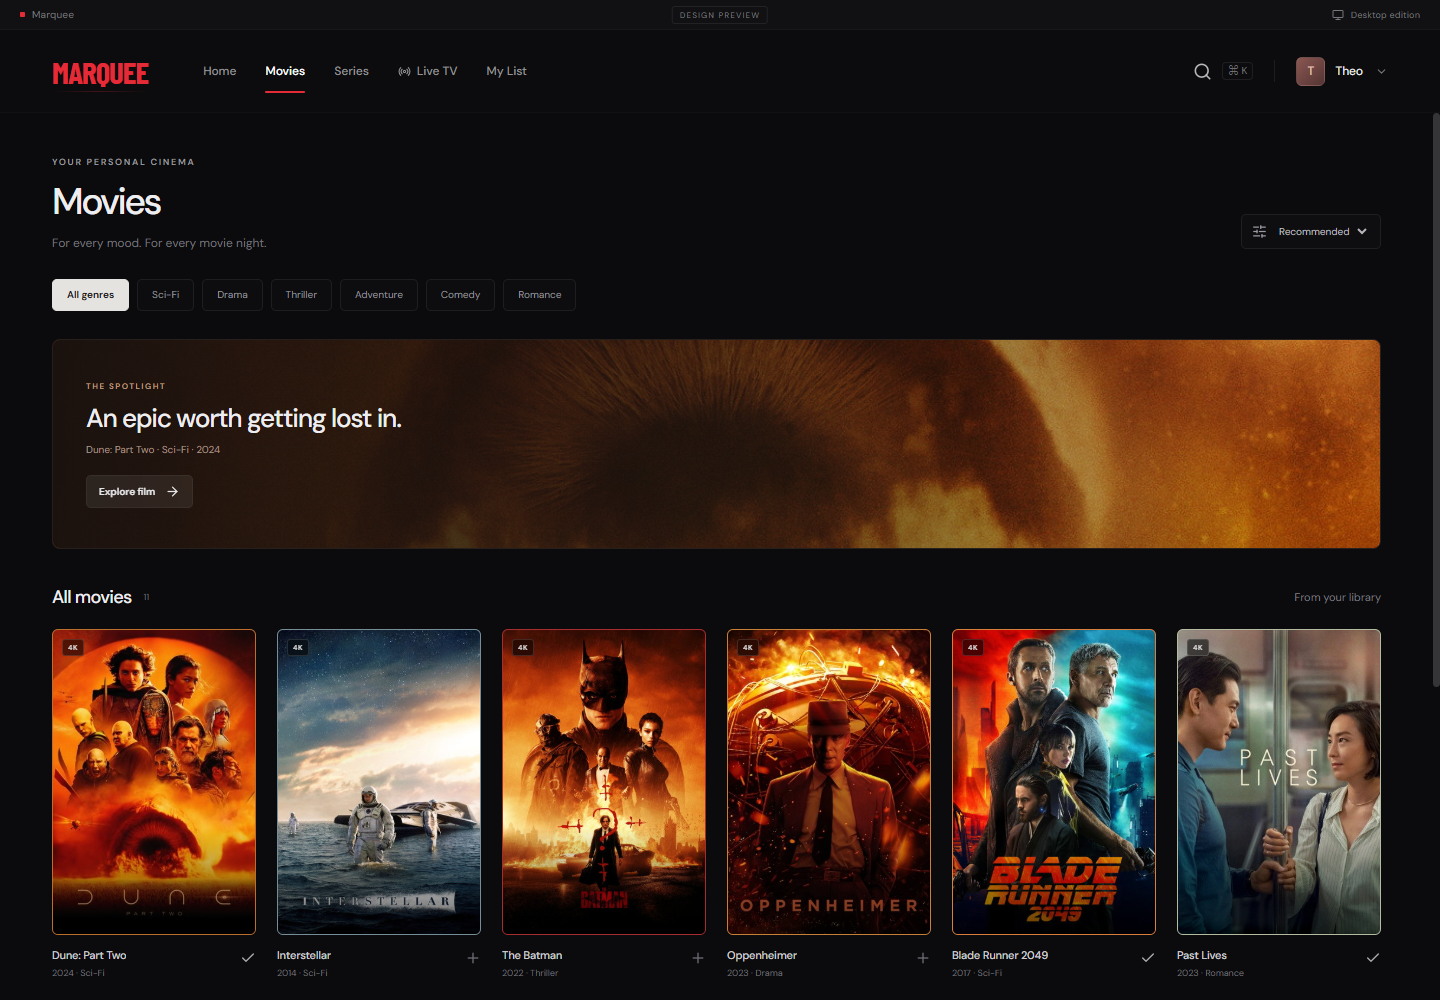 Marquee
DESIGN PREVIEW
Desktop edition
MARQUEE
Home
Movies
Series
Live TV
My List
⌘ K
T
Theo
YOUR PERSONAL CINEMA
Movies
For every mood. For every movie night.
Recommended
All genres
Sci-Fi
Drama
Thriller
Adventure
Comedy
Romance
THE SPOTLIGHT
An epic worth getting lost in.
Dune: Part Two · Sci-Fi · 2024
Explore film
All movies 11
From your library
4K
DUNE
PART TWO
4K
INTERSTELLAR
4K
THE
BATMAN
4K
OPPENHEIMER
4K
BLADE
RUNNER
2049
4K
PAST
LIVES
Dune: Part Two
2024 · Sci-Fi
Interstellar
2014 · Sci-Fi
The Batman
2022 · Thriller
Oppenheimer
2023 · Drama
Blade Runner 2049
2017 · Sci-Fi
Past Lives
2023 · Romance